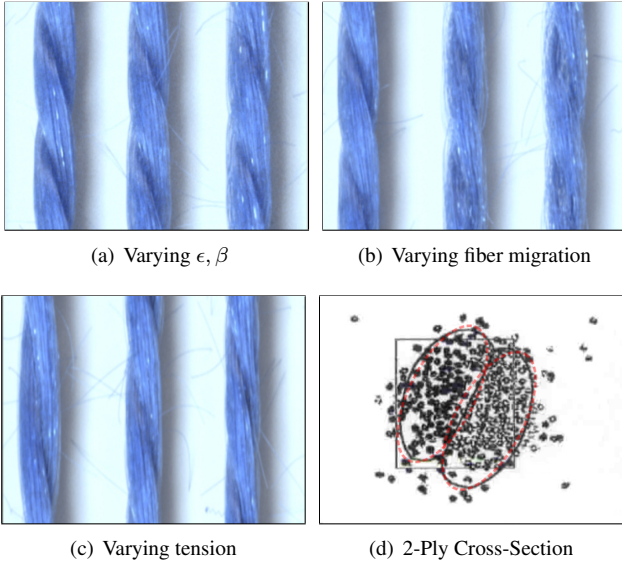 (a) Varying ϵ, β
(b) Varying fiber migration
(c) Varying tension
(d) 2-Ply Cross-Section